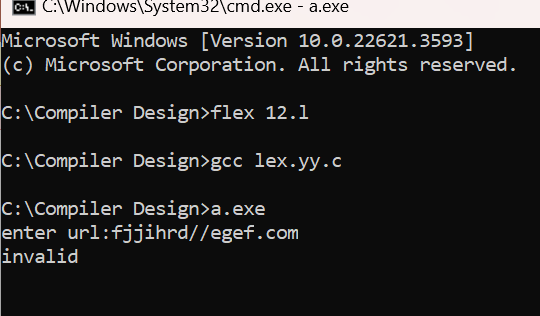 C:\Windows\System32\cmd.exe - a.exe
Microsoft Windows [Version 10.0.22621.3593]
(c) Microsoft Corporation. All rights reserved.
C:\Compiler Design>flex 12.l
C:\Compiler Design>gcc lex.yy.c
C:\Compiler Design>a.exe
enter url:fjjihrd//egef.com
invalid